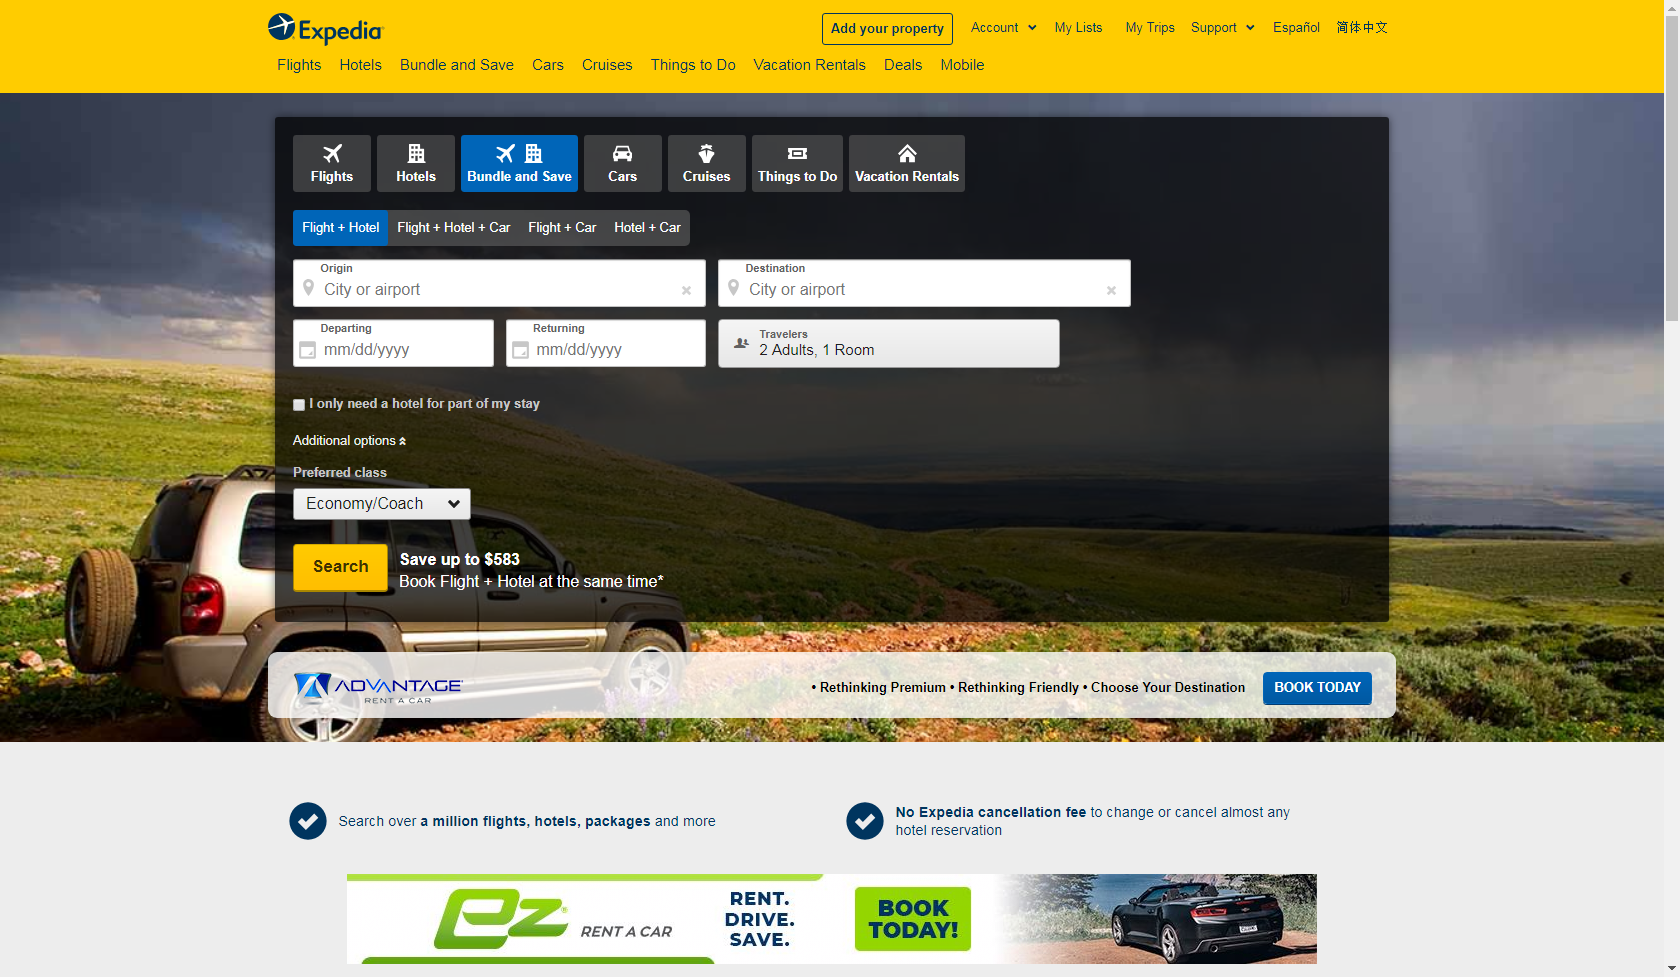 Expedia
Add your property
Account
My Lists
My Trips
Support
Español
简体中文
Flights
Hotels
Bundle and Save
Cars
Cruises
Things to Do
Vacation Rentals
Deals
Mobile
Flights
Hotels
Bundle and Save
Cars
Cruises
Things to Do
Vacation Rentals
Flight + Hotel
Flight + Hotel + Car
Flight + Car
Hotel + Car
Origin
City or airport
Destination
City or airport
Departing
mm/dd/yyyy
Returning
mm/dd/yyyy
Travelers
2 Adults, 1 Room
I only need a hotel for part of my stay
Additional options
Preferred class
Economy/Coach
Search
Save up to $583
Book Flight + Hotel at the same time*
ADVANTAGE
RENT A CAR
• Rethinking Premium • Rethinking Friendly • Choose Your Destination
BOOK TODAY
Search over a million flights, hotels, packages and more
No Expedia cancellation fee to change or cancel almost any
hotel reservation
ez RENT A CAR
RENT.
DRIVE.
SAVE.
BOOK
TODAY!